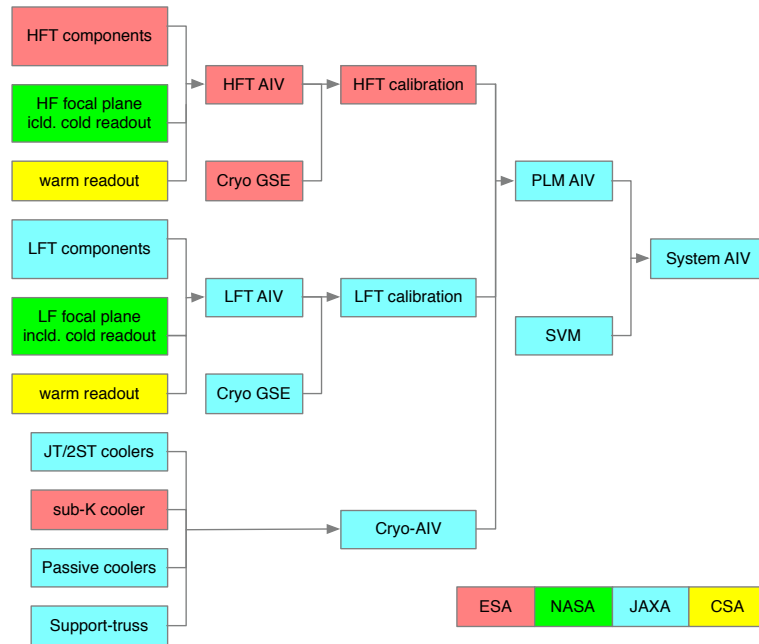 HFT components
HF focal plane
icld. cold readout
warm readout
HFT AIV
Cryo GSE
HFT calibration
LFT components
LF focal plane
incld. cold readout
warm readout
LFT AIV
Cryo GSE
LFT calibration
JT/2ST coolers
sub-K cooler
Passive coolers
Support-truss
Cryo-AIV
PLM AIV
SVM
System AIV
ESA
NASA
JAXA
CSA